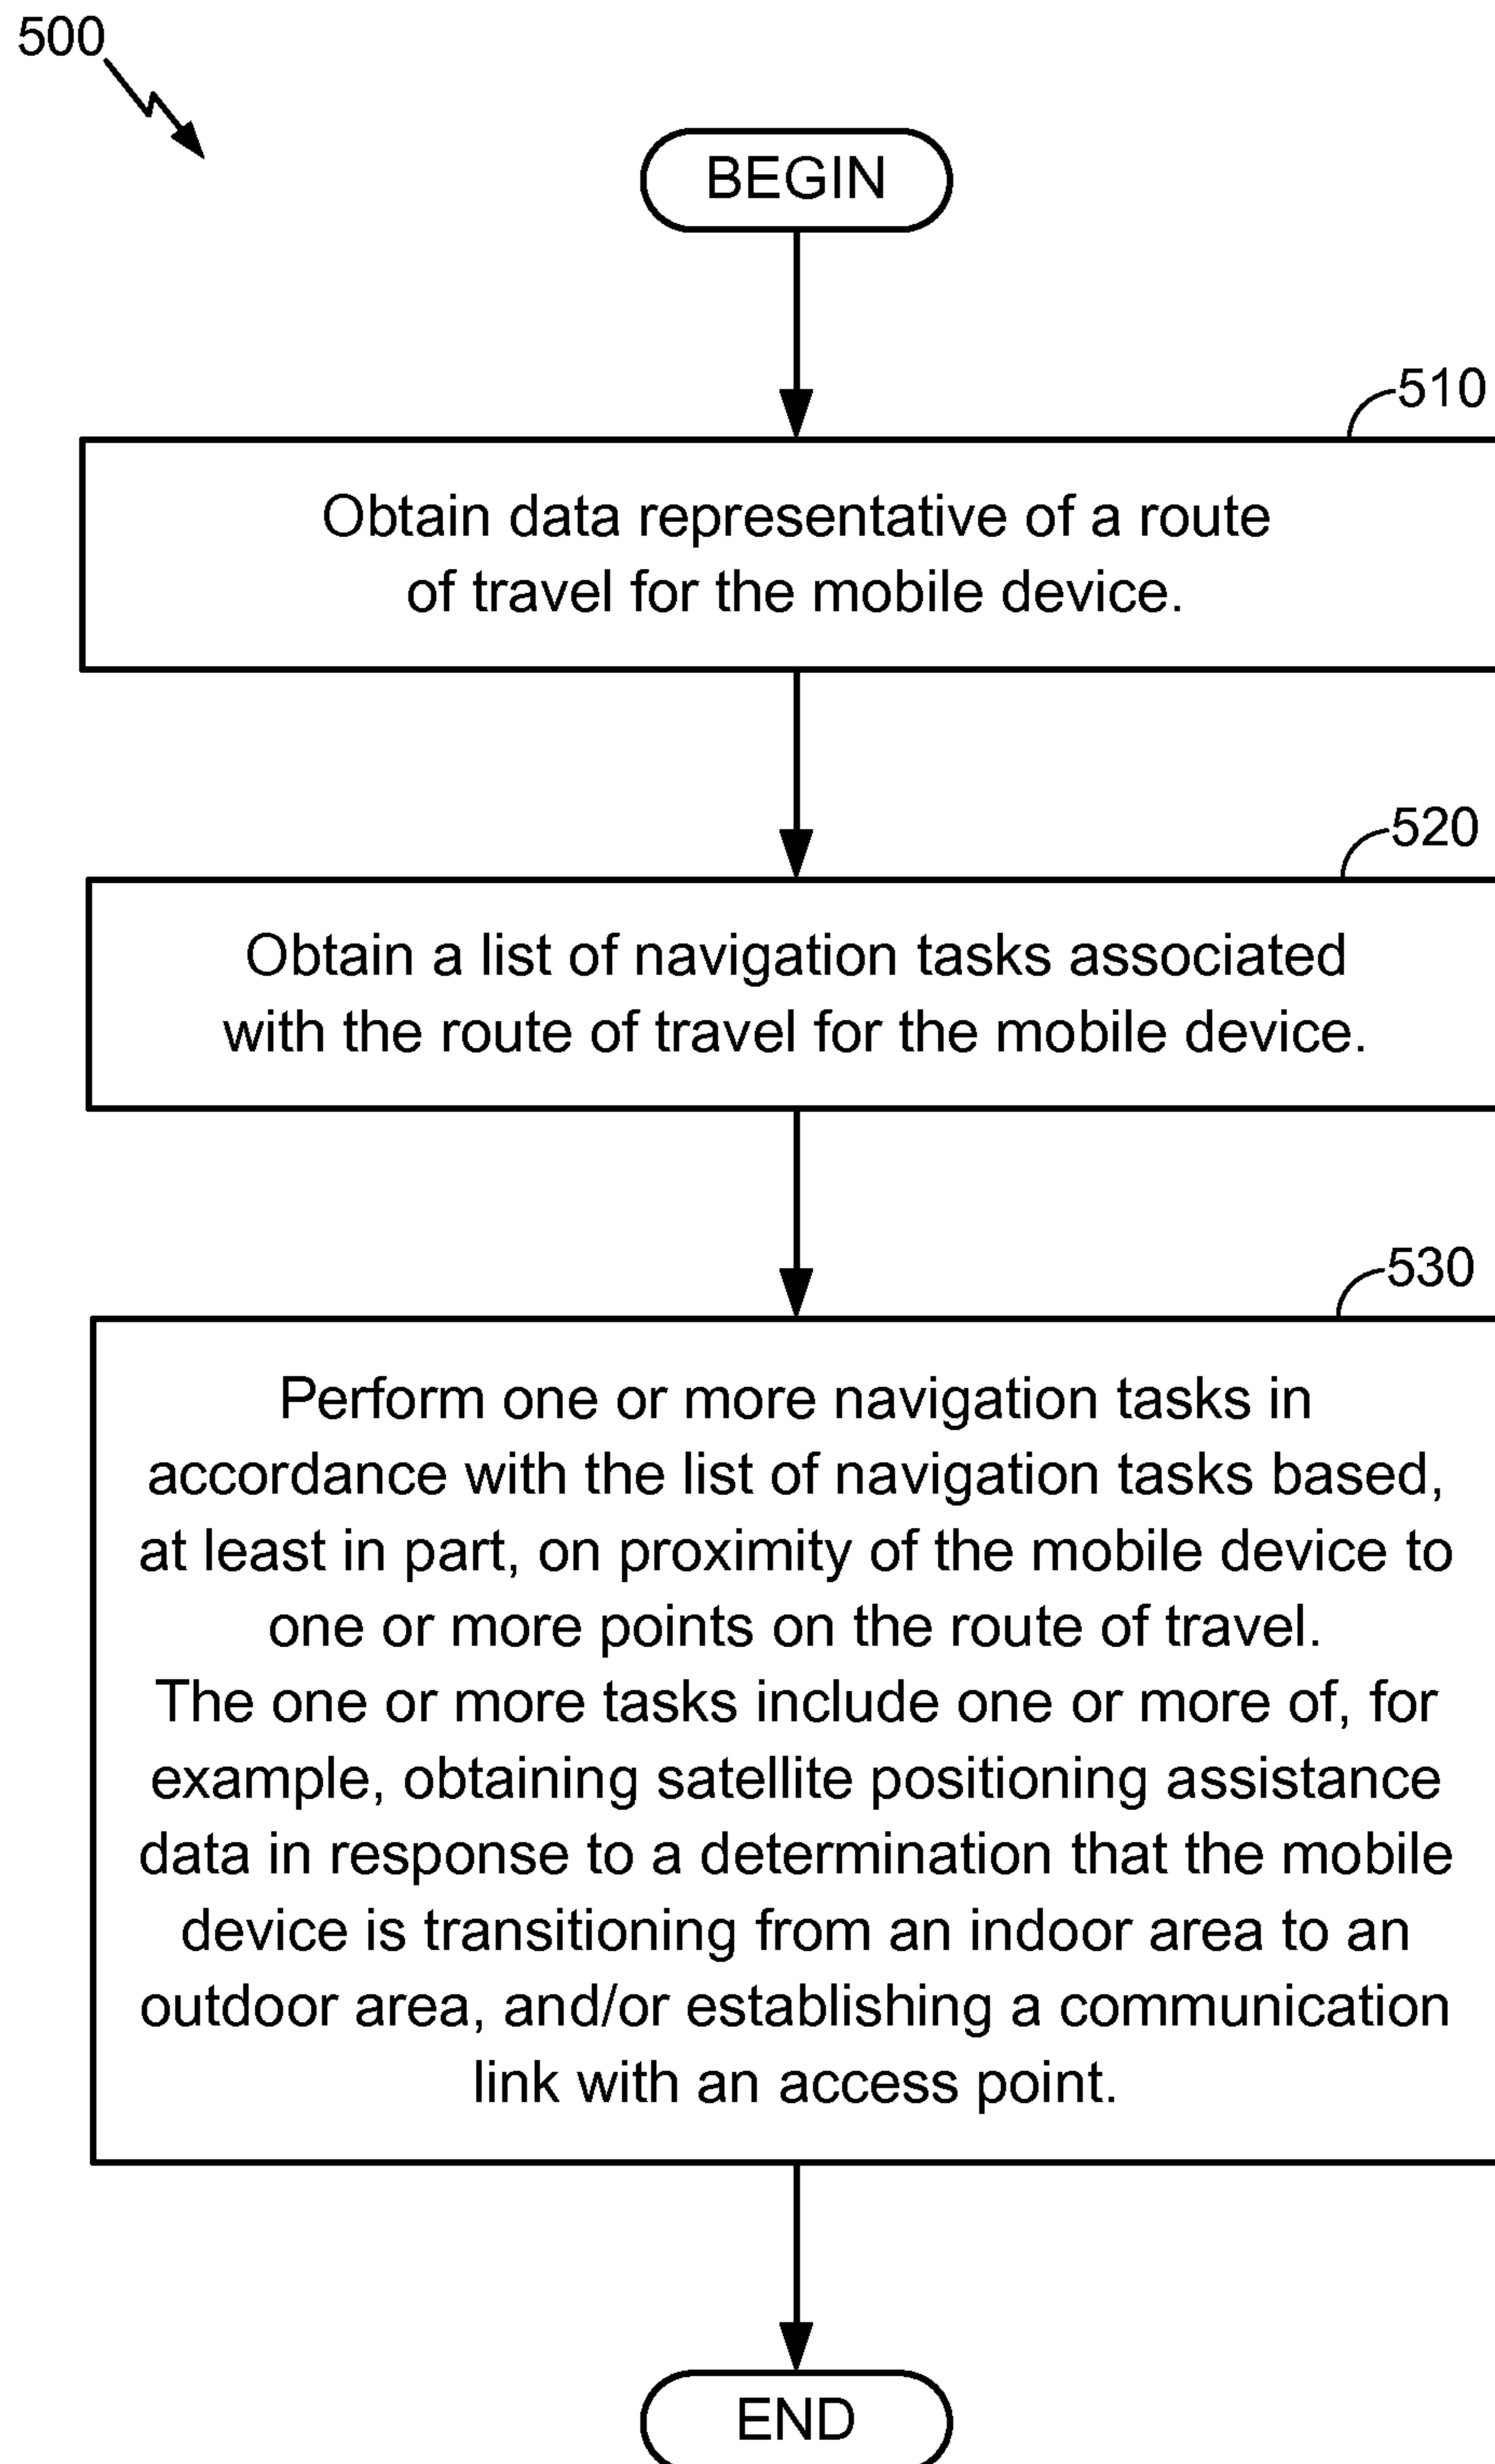 500
BEGIN
510
Obtain data representative of a route
of travel for the mobile device.
520
Obtain a list of navigation tasks associated
with the route of travel for the mobile device.
530
Perform one or more navigation tasks in
accordance with the list of navigation tasks based,
at least in part, on proximity of the mobile device to
one or more points on the route of travel.
The one or more tasks include one or more of, for
example, obtaining satellite positioning assistance
data in response to a determination that the mobile
device is transitioning from an indoor area to an
outdoor area, and/or establishing a communication
link with an access point.
END